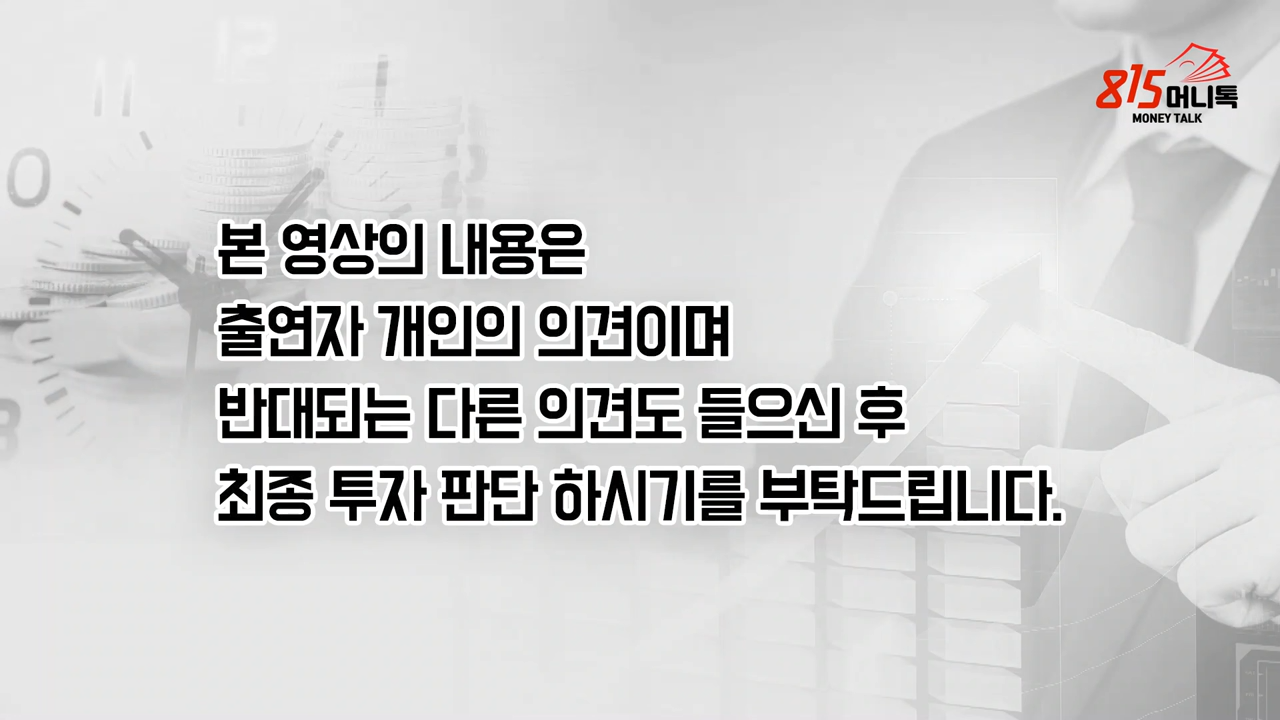 815머니톡
MONEY TALK
12
11
본 영상의 내용은
출연자 개인의 의견이며
반대되는 다른 의견도 들으신 후
최종 투자 판단 하시기를 부탁드립니다.